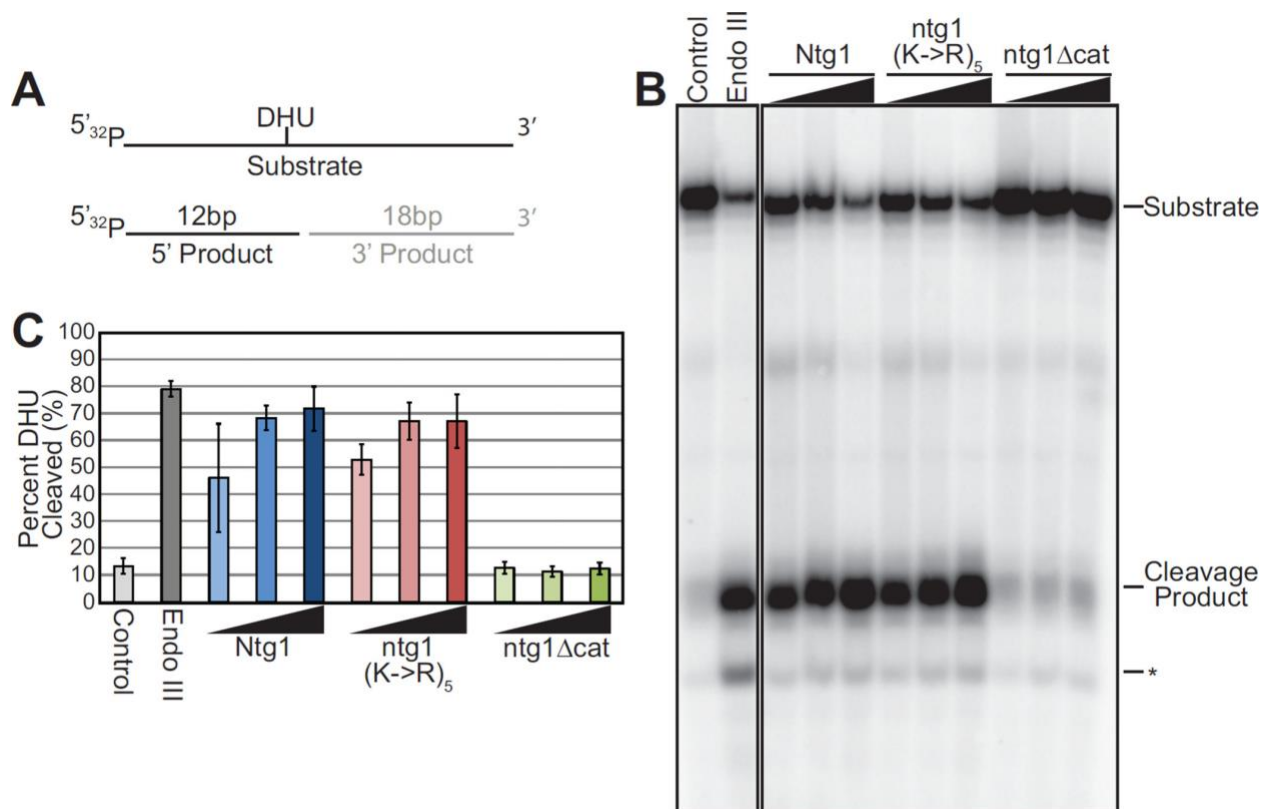 A
5'32P
DHU
3'
Substrate
5'32P
12bp
18bp
3'
5' Product
3' Product
B
Control
Endo III
Ntg1
ntg1
(K->R)5
ntg1Δcat
Substrate
Cleavage
Product
*
C
Percent DHU
Cleaved (%)
100
90
80
70
60
50
40
30
20
10
0
Control
Endo III
Ntg1
ntg1
(K->R)5
ntg1Δcat